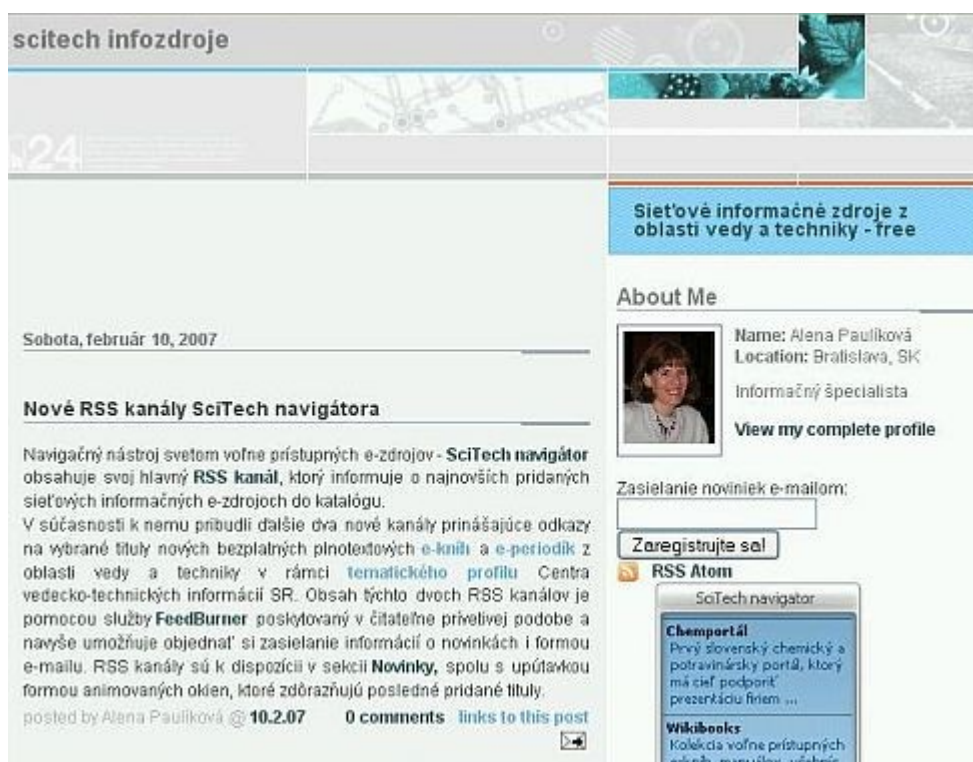 scitech infozdroje
24
Sobota, február 10, 2007
Nové RSS kanály SciTech navigátora
Navigačný nástroj svetom voľne prístupných e-zdrojov - SciTech navigátor
obsahuje svoj hlavný RSS kanál, ktorý informuje o najnovších pridaných
sieťových informačných e-zdrojoch do katalógu.
V súčasnosti k nemu pribudli ďalšie dva nové kanály prinášajúce odkazy
na vybrané tituly nových bezplatných plnotextových e-kníh a e-periodík z
oblasti vedy a techniky v rámci tematického profilu Centra
vedecko-technických informácií SR. Obsah týchto dvoch RSS kanálov je
pomocou služby FeedBurner poskytovaný v čitateľne prívetivej podobe a
navyše umožňuje objednať si zasielanie informácií o novinkách i formou
e-mailu. RSS kanály sú k dispozícii v sekcii Novinky, spolu s upútavkou
formou animovaných okien, ktoré zdôrazňujú posledné pridané tituly.
posted by Alena Paulíková @ 10.2.07 0 comments links to this post
Sieťové informačné zdroje z
oblasti vedy a techniky - free
About Me
Name: Alena Paulíková
Location: Bratislava, SK
Informačný špecialista
View my complete profile
Zasielanie noviniek e-mailom:
Zaregistrujte sa!
RSS Atom
SciTech navigator
Chemportál
Prvý slovenský chemický a
potravinársky portál, ktorý
má cieľ podporiť
prezentáciu firiem ...
Wikibooks
Kolekcia voľne prístupných